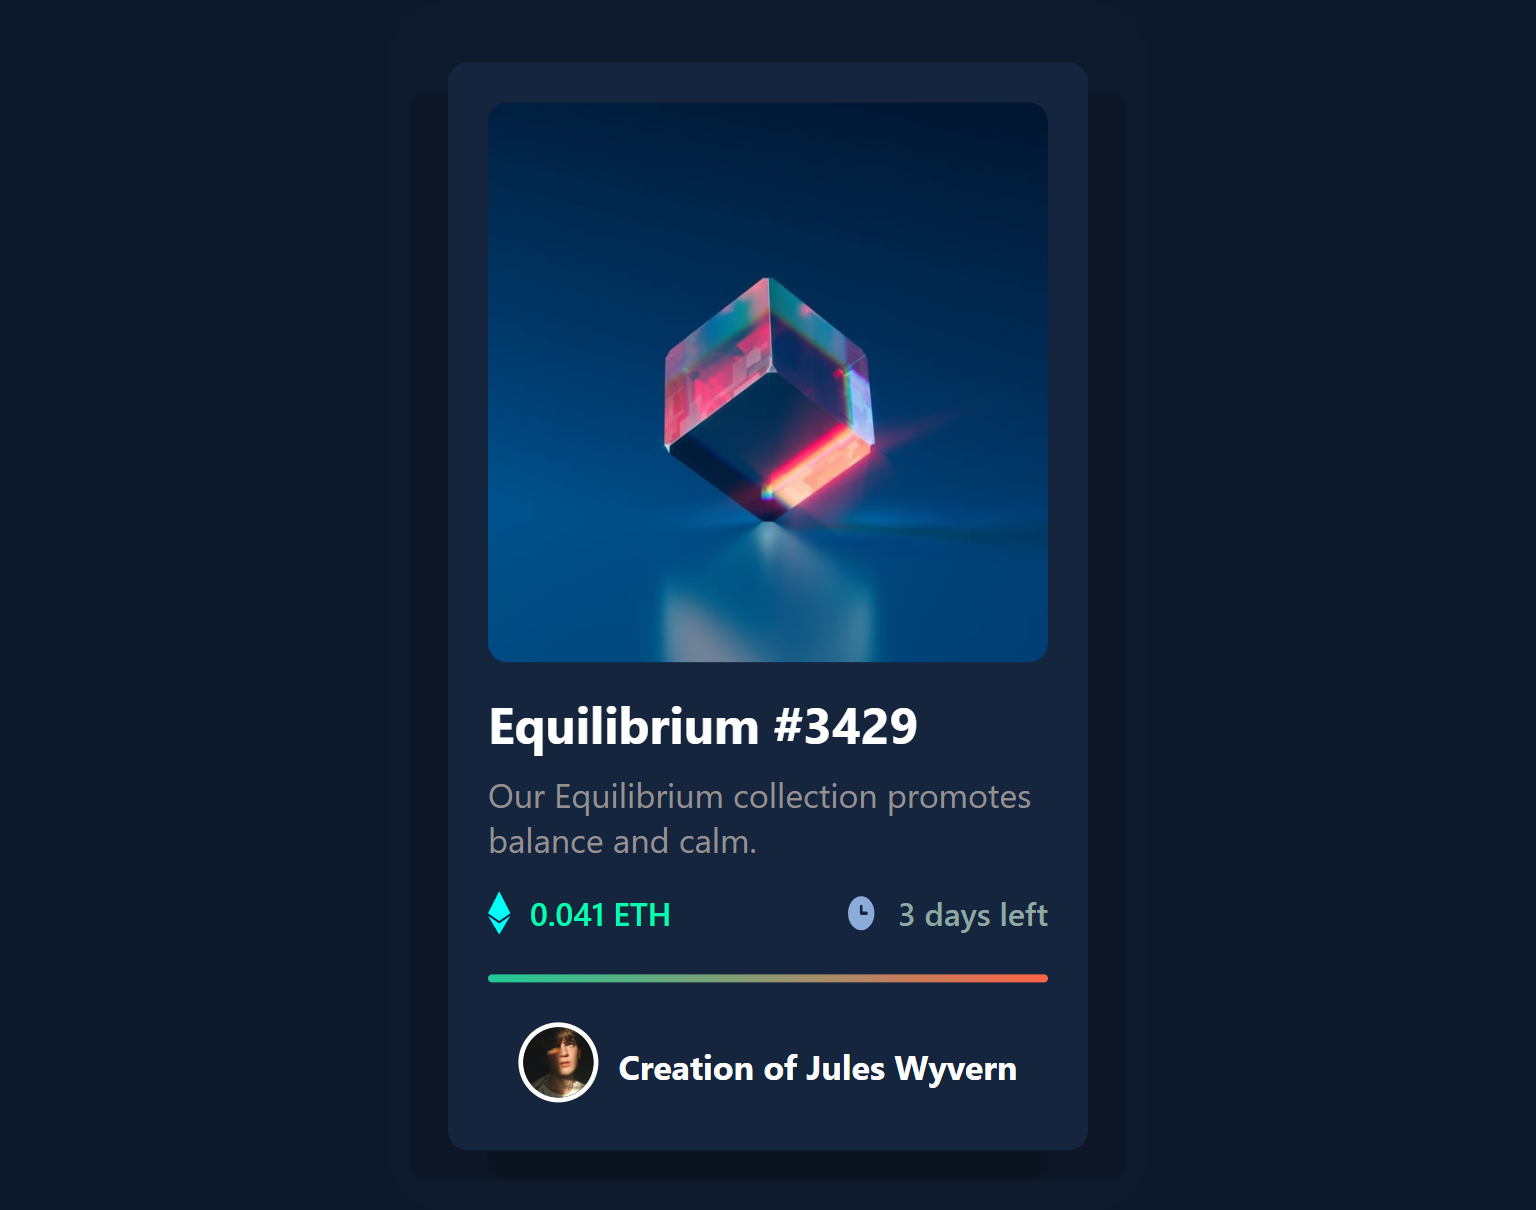 Equilibrium #3429
Our Equilibrium collection promotes
balance and calm.
0.041 ETH
3 days left
Creation of Jules Wyvern